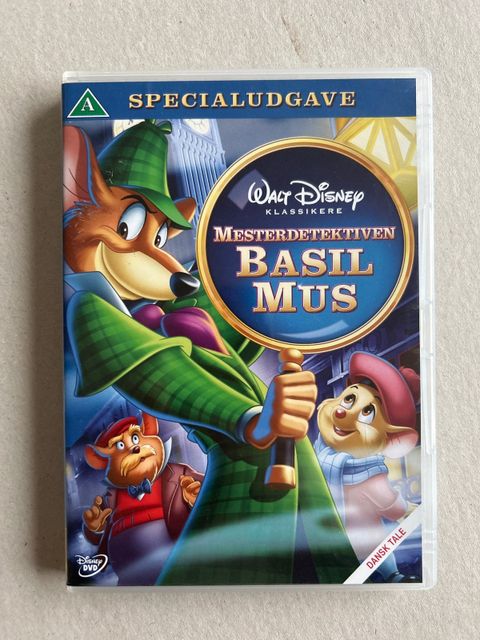 A
SPECIALUDGAVE
WALT DISNEY
KLASSIKERE
MESTERDETEKTIVEN
BASIL
MUS
DISNEY
DVD
DANSK TALE